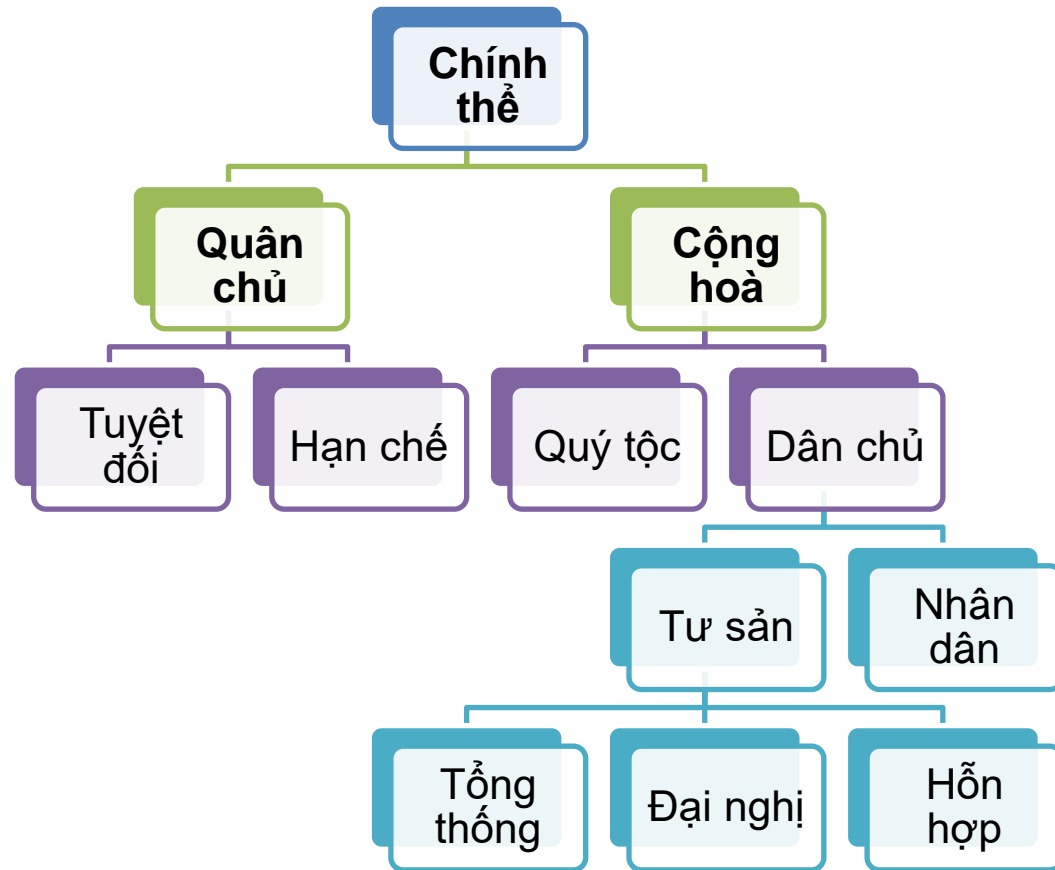 Chính
thể
Quân
chủ
Cộng
hoà
Tuyệt
đối
Hạn chế
Quý tộc
Dân chủ
Tư sản
Nhân
dân
Tổng
thống
Đại nghị
Hỗn
hợp